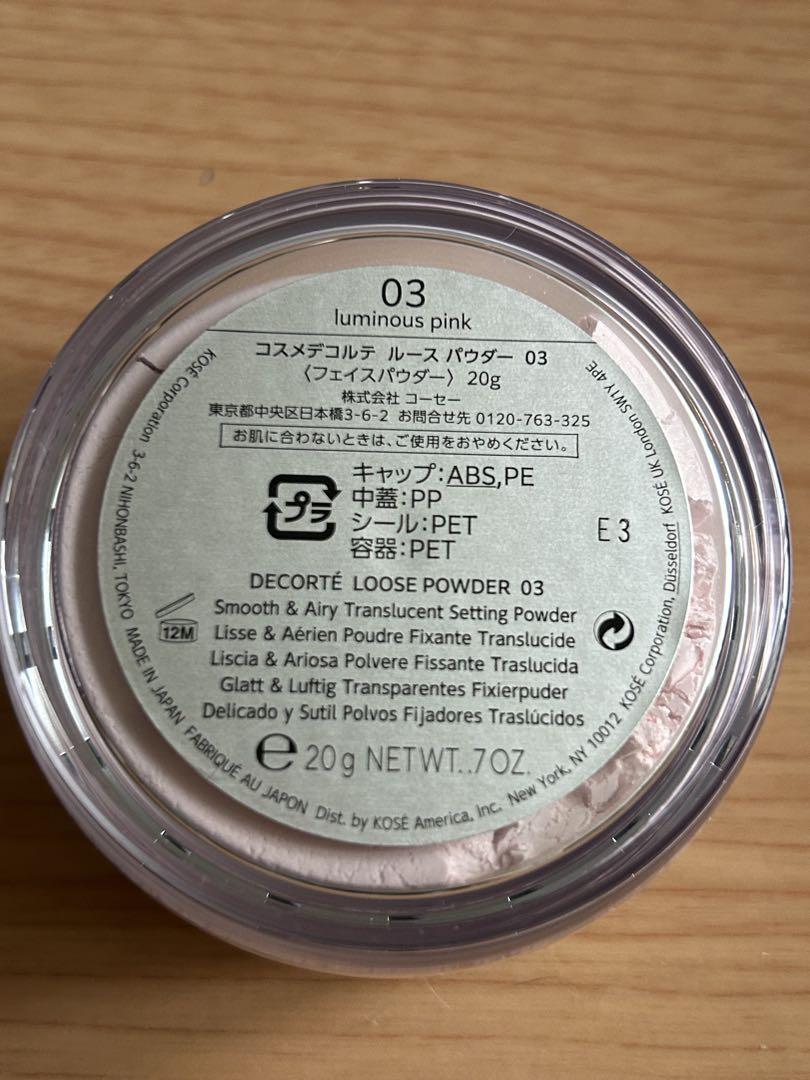 03
luminous pink
コスメデコルテ ルース パウダー 03
〈フェイスパウダー〉 20g
株式会社 コーセー
東京都中央区日本橋3-6-2 お問合せ先 0120-763-325
お肌に合わないときは、ご使用をおやめください。
プラ
キャップ:ABS,PE
中蓋:PP
シール:PET
容器:PET
E 3
DECORTÉ LOOSE POWDER 03
Smooth & Airy Translucent Setting Powder
12M
Lisse & Aérien Poudre Fixante Translucide
Liscia & Ariosa Polvere Fissante Traslucida
Glatt & Luftig Transparentes Fixierpuder
Delicado y Sutil Polvos Fijadores Traslúcidos
e 20g NETWT..7OZ.
KOSÉ Corporation 3-6-2 NIHONBASHI, TOKYO MADE IN JAPAN FABRIQUÉ AU JAPON Dist. by KOSÉ America, Inc. New York, NY 10012 KOSÉ Corporation, Düsseldorf KOSÉ UK London SW1Y 4PE